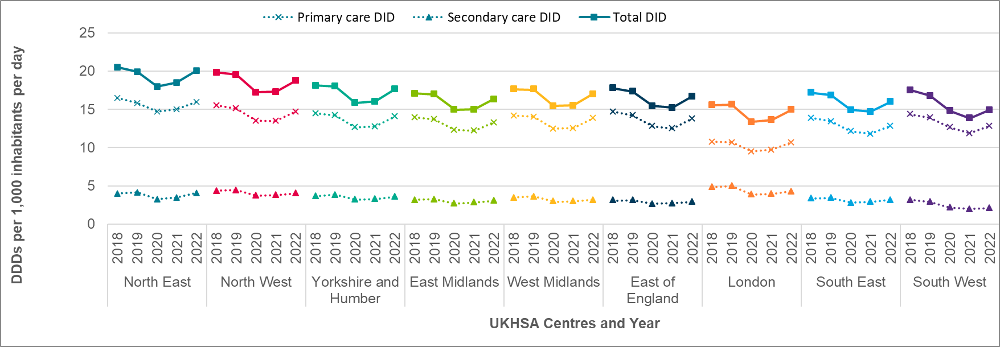 Primary care DID Secondary care DID Total DID
DDDs per 1,000 inhabitants per day
25
20
15
10
5
0
2018 2019 2020 2021 2022 2018 2019 2020 2021 2022 2018 2019 2020 2021 2022 2018 2019 2020 2021 2022 2018 2019 2020 2021 2022 2018 2019 2020 2021 2022 2018 2019 2020 2021 2022 2018 2019 2020 2021 2022 2018 2019 2020 2021 2022
North East North West Yorkshire and East Midlands West Midlands East of London South East South West
Humber England
UKHSA Centres and Year